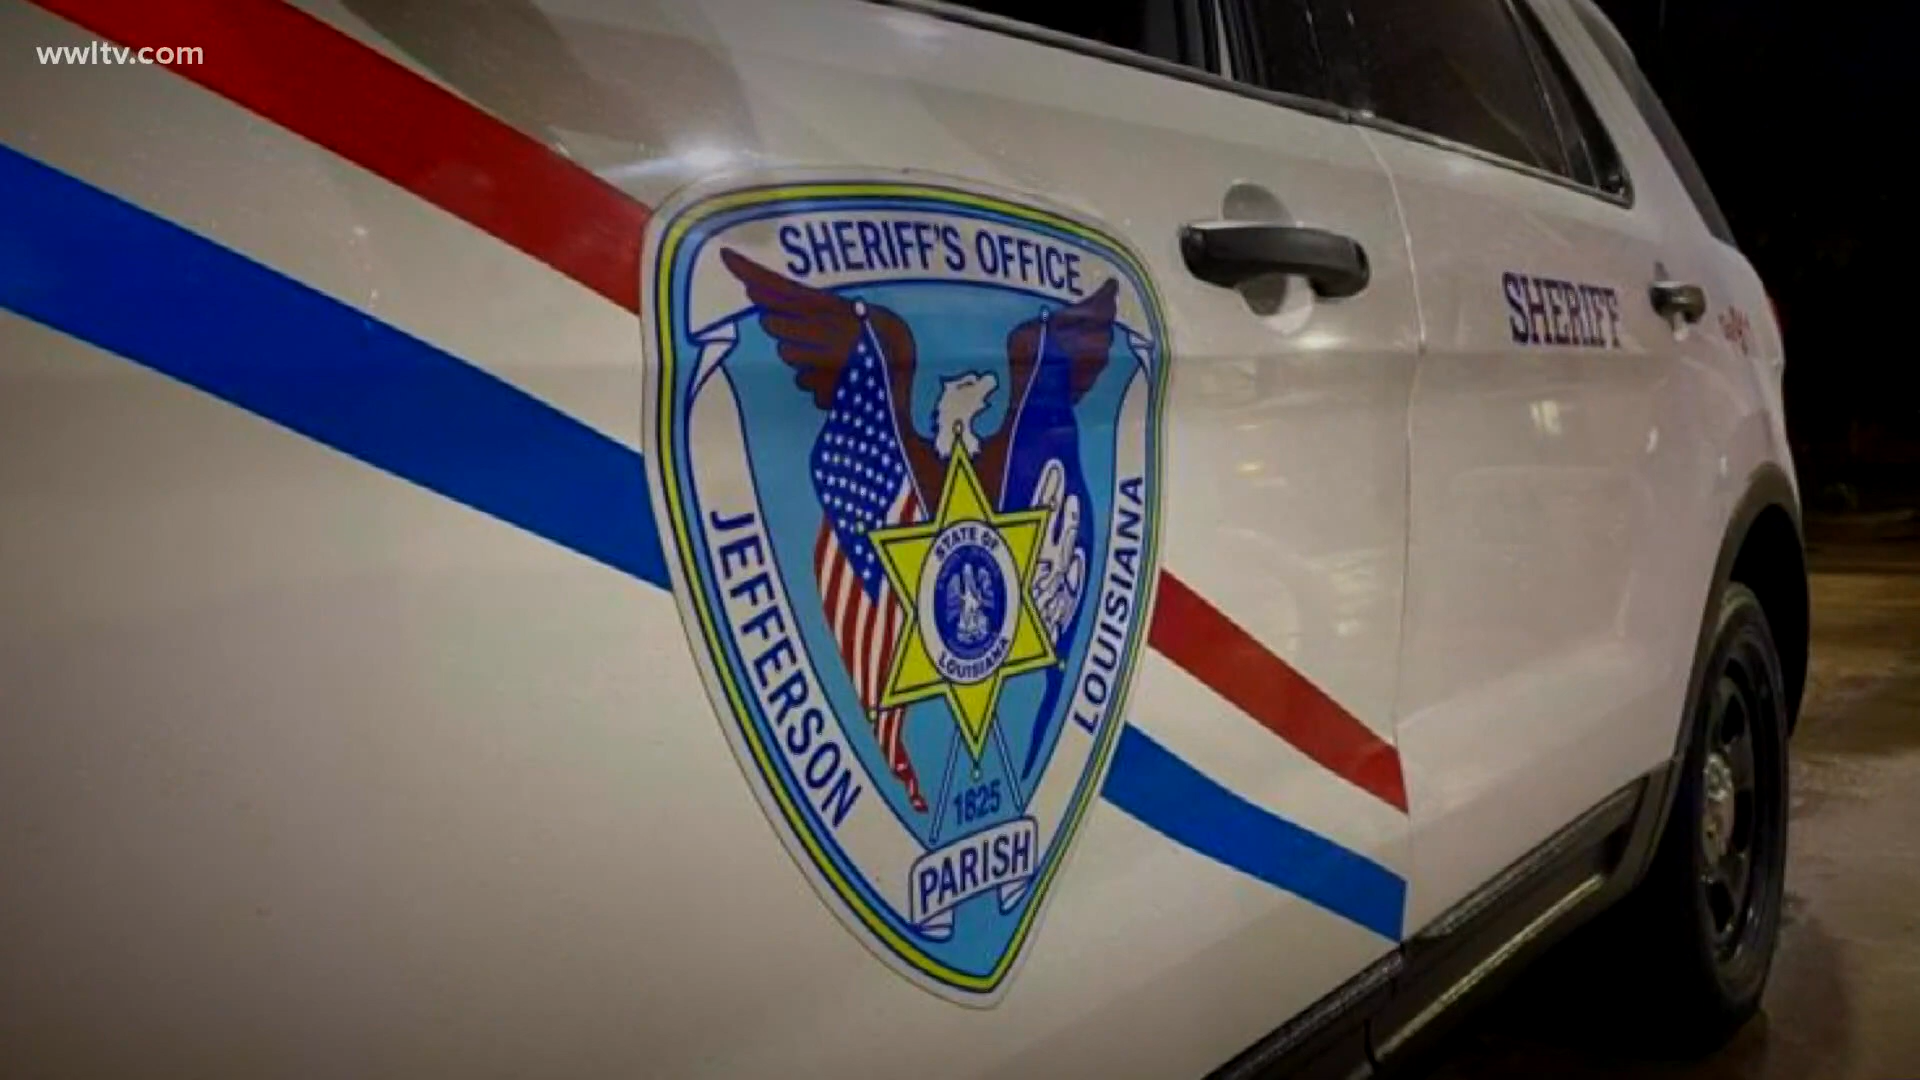 wwltv.com
SHERIFF'S OFFICE
JEFFERSON
LOUISIANA
STATE OF
LOUISIANA
1825
PARISH
SHERIFF